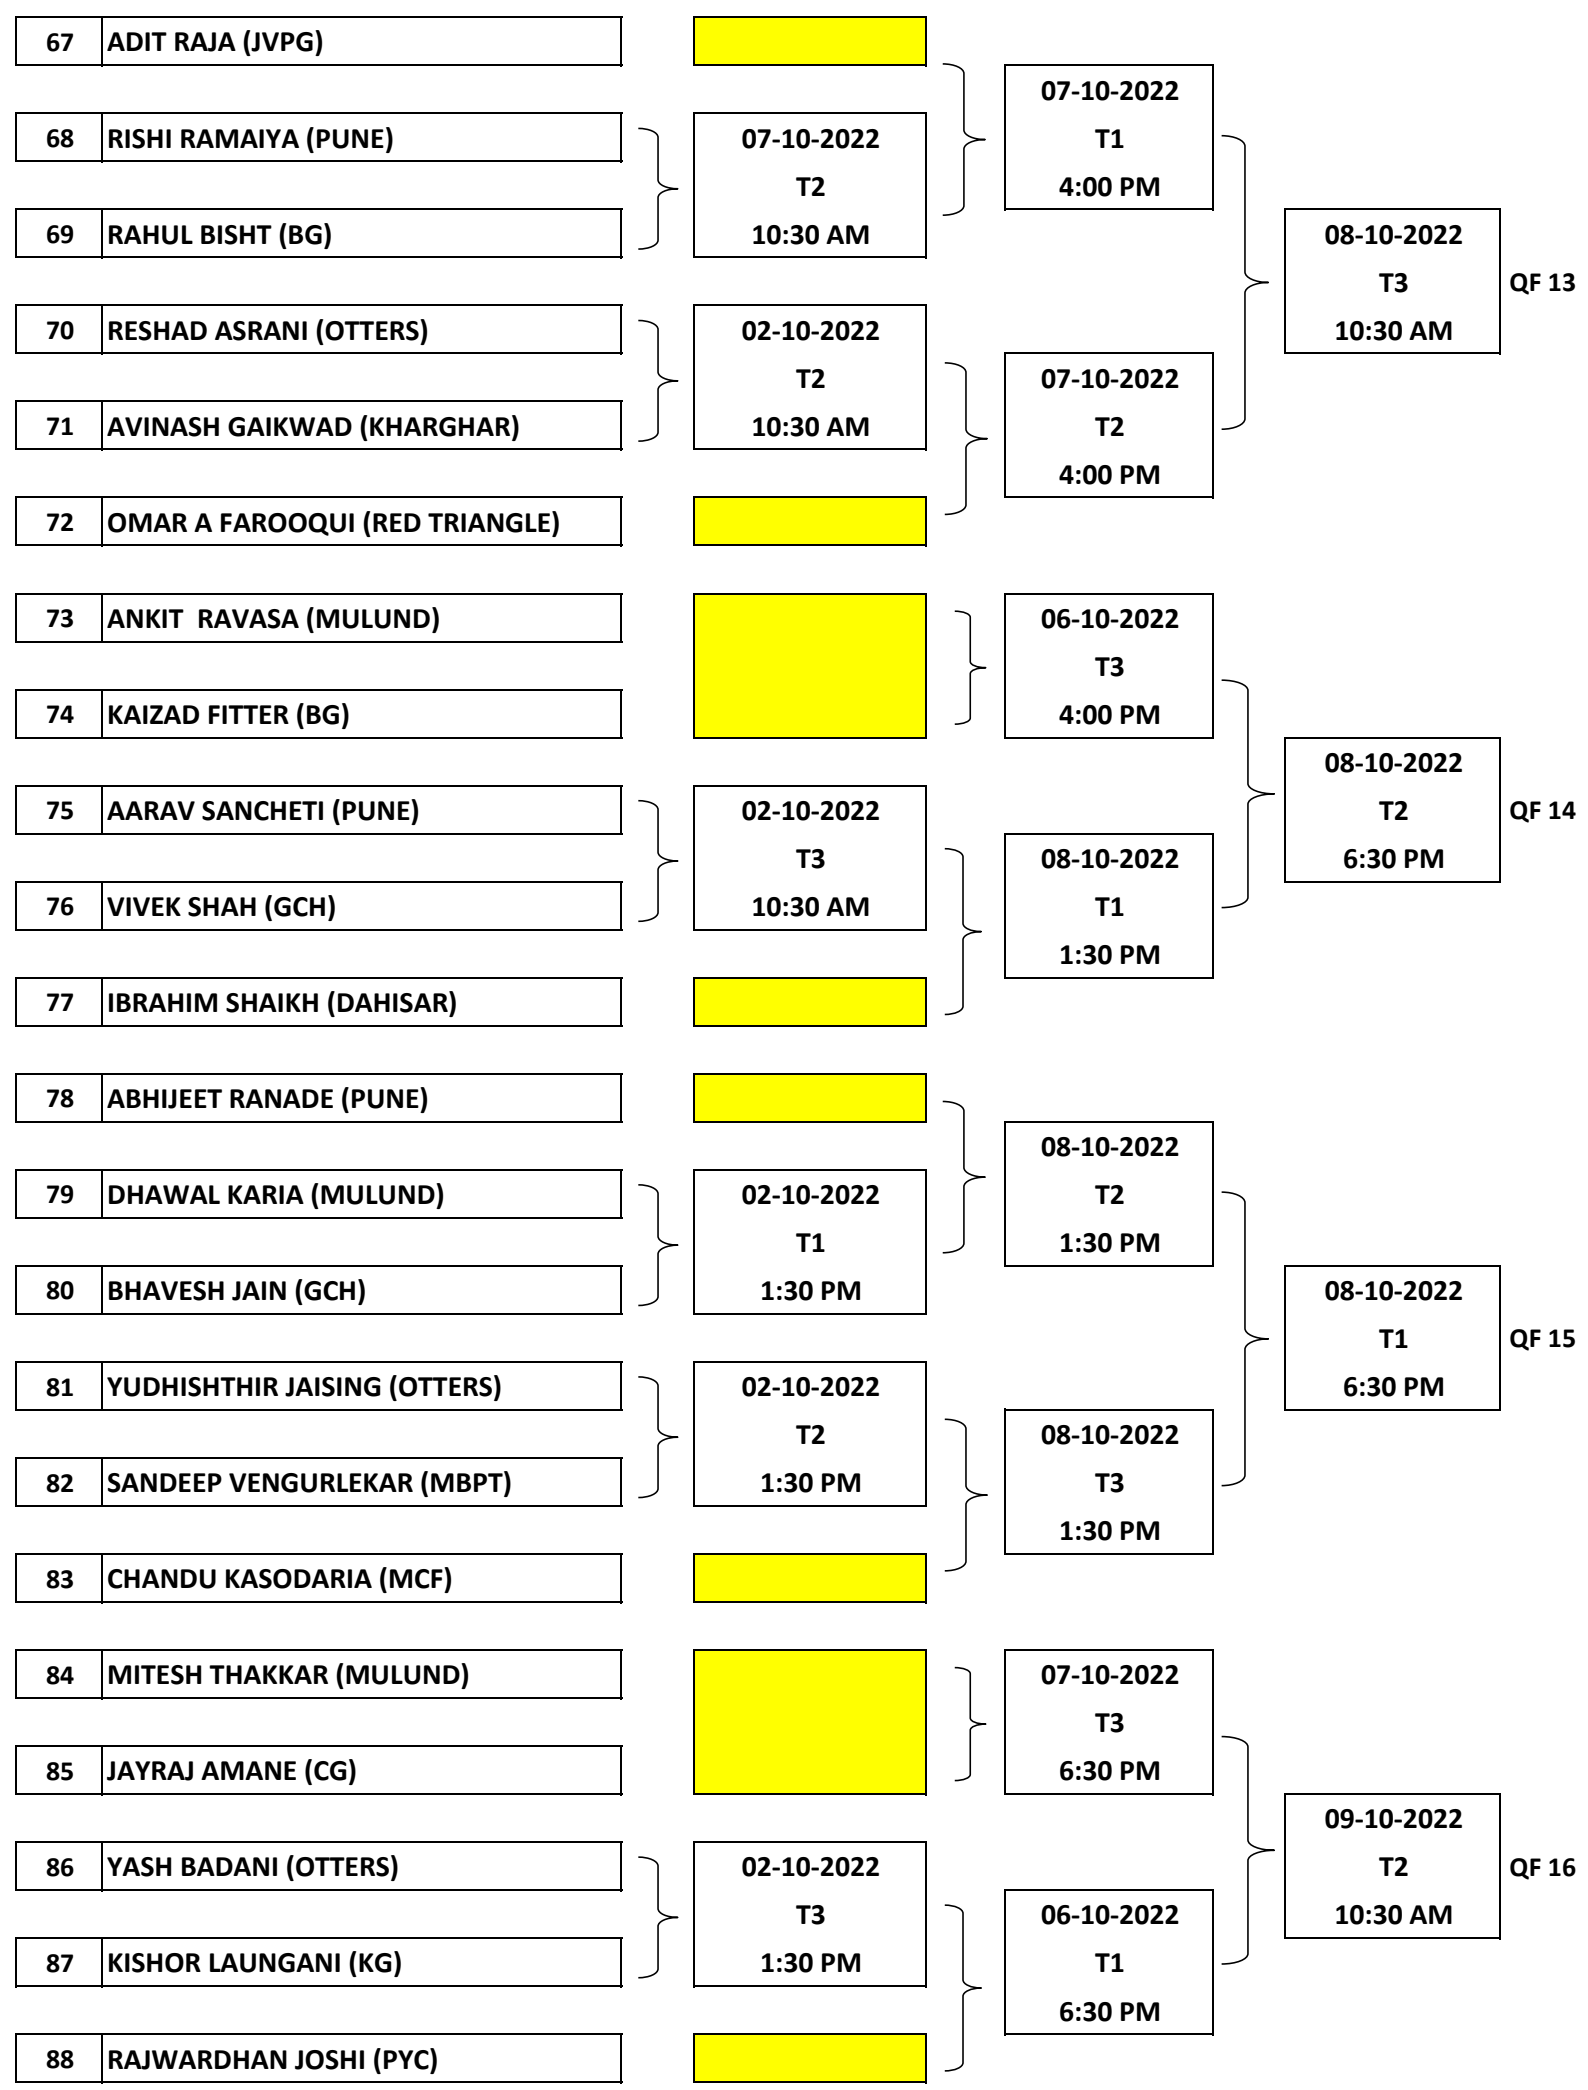 67 ADIT RAJA (JVPG)
07-10-2022
68 RISHI RAMAIYA (PUNE) 07-10-2022 T1
T2 4:00 PM
69 RAHUL BISHT (BG) 10:30 AM 08-10-2022
T3 QF 13
70 RESHAD ASRANI (OTTERS) 02-10-2022 10:30 AM
T2 07-10-2022
71 AVINASH GAIKWAD (KHARGHAR) 10:30 AM T2
4:00 PM
72 OMAR A FAROOQUI (RED TRIANGLE)
73 ANKIT  RAVASA (MULUND) 06-10-2022
T3
74 KAIZAD FITTER (BG) 4:00 PM
08-10-2022
75 AARAV SANCHETI (PUNE) 02-10-2022 T2 QF 14
T3 08-10-2022 6:30 PM
76 VIVEK SHAH (GCH) 10:30 AM T1
1:30 PM
77 IBRAHIM SHAIKH (DAHISAR)
78 ABHIJEET RANADE (PUNE)
08-10-2022
79 DHAWAL KARIA (MULUND) 02-10-2022 T2
T1 1:30 PM
80 BHAVESH JAIN (GCH) 1:30 PM 08-10-2022
T1 QF 15
81 YUDHISHTHIR JAISING (OTTERS) 02-10-2022 6:30 PM
T2 08-10-2022
82 SANDEEP VENGURLEKAR (MBPT) 1:30 PM T3
1:30 PM
83 CHANDU KASODARIA (MCF)
84 MITESH THAKKAR (MULUND) 07-10-2022
T3
85 JAYRAJ AMANE (CG) 6:30 PM
09-10-2022
86 YASH BADANI (OTTERS) 02-10-2022 T2 QF 16
T3 06-10-2022 10:30 AM
87 KISHOR LAUNGANI (KG) 1:30 PM T1
6:30 PM
88 RAJWARDHAN JOSHI (PYC)